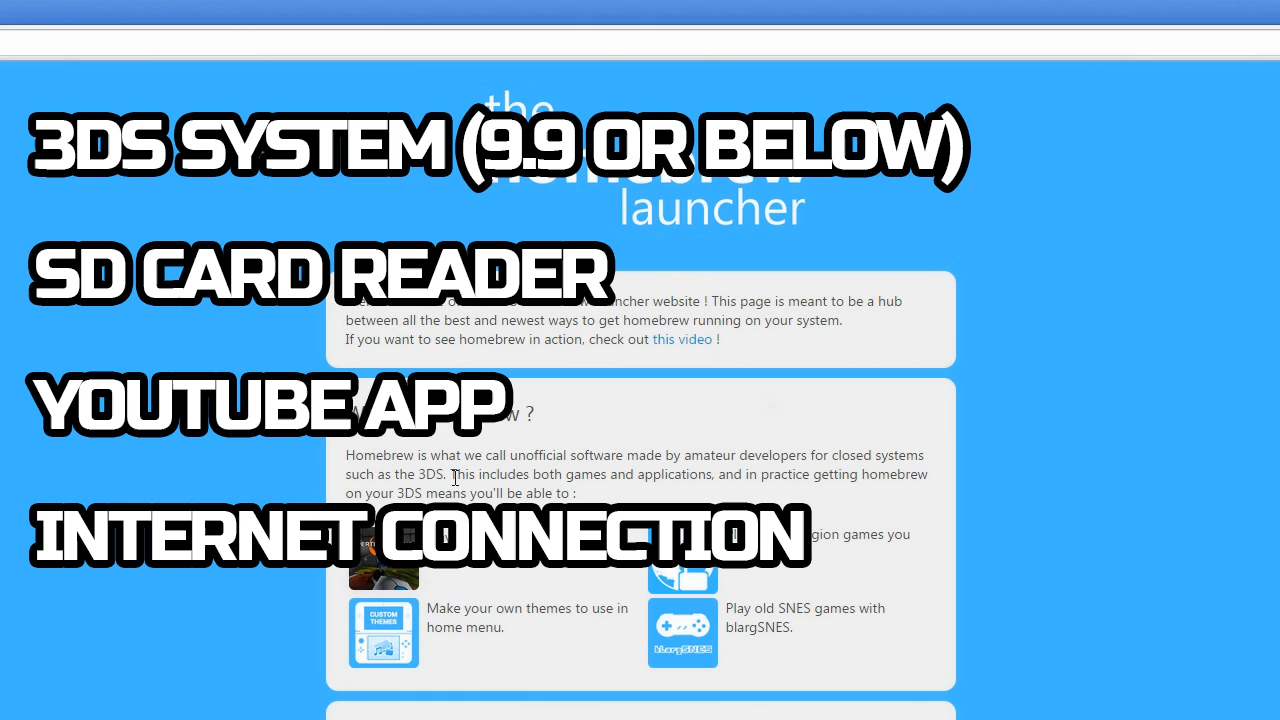 the
3DS SYSTEM (9.9 OR BELOW)
launcher
SD CARD READER
uncher website ! This page is meant to be a hub
between all the best and newest ways to get homebrew running on your system.
If you want to see homebrew in action, check out this video !
YOUTUBE APP
w ?
Homebrew is what we call unofficial software made by amateur developers for closed systems
such as the 3DS. This includes both games and applications, and in practice getting homebrew
on your 3DS means you'll be able to :
INTERNET CONNECTION
gion games you
CUSTOM
THEMES
Make your own themes to use in
home menu.
Play old SNES games with
blargSNES.
blargSNES